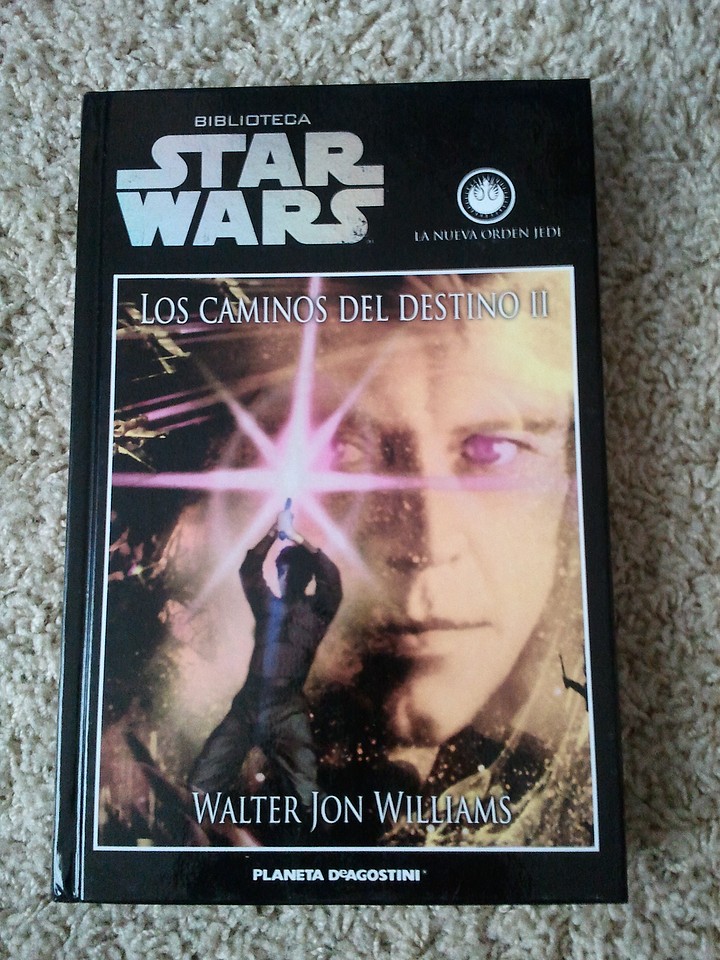 BIBLIOTECA
STAR
WARS
LA NUEVA ORDEN JEDI
LOS CAMINOS DEL DESTINO II
WALTER JON WILLIAMS
PLANETA DeAGOSTINI